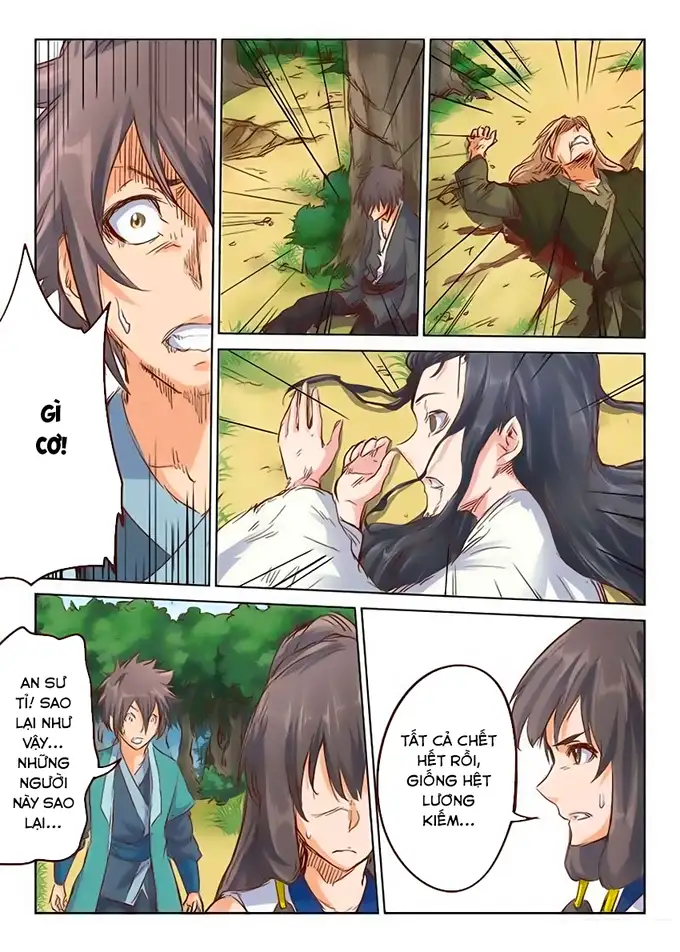 GÌ
CƠ!
AN SƯ
TỈ! SAO
LẠI NHƯ
VẬY...
NHỮNG
NGƯỜI
NÀY SAO
LẠI...
TẤT CẢ CHẾT
HẾT RỒI,
GIỐNG HỆT
LƯƠNG
KIẾM...